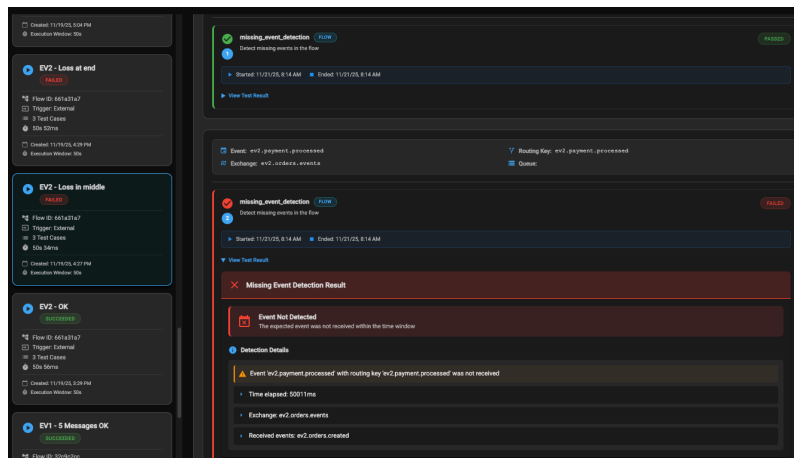 Created: 11/19/25, 5:04 PM
Execution Window: 50s
EV2 - Loss at end
FAILED
Flow ID: 661a31a7
Trigger: External
3 Test Cases
50s 52ms
Created: 11/19/25, 4:29 PM
Execution Window: 50s
EV2 - Loss in middle
FAILED
Flow ID: 661a31a7
Trigger: External
3 Test Cases
50s 34ms
Created: 11/19/25, 4:27 PM
Execution Window: 50s
EV2 - OK
SUCCEEDED
Flow ID: 661a31a7
Trigger: External
3 Test Cases
50s 56ms
Created: 11/19/25, 3:29 PM
Execution Window: 50s
EV1 - 5 Messages OK
SUCCEEDED
missing_event_detection FLOW PASSED
1 Detect missing events in the flow
Started: 11/21/25, 8:14 AM Ended: 11/21/25, 8:14 AM
View Test Result
Event: ev2.payment.processed Routing Key: ev2.payment.processed
Exchange: ev2.orders.events Queue:
missing_event_detection FLOW FAILED
2 Detect missing events in the flow
Started: 11/21/25, 8:14 AM Ended: 11/21/25, 8:14 AM
View Test Result
Missing Event Detection Result
Event Not Detected
The expected event was not received within the time window
Detection Details
Event 'ev2.payment.processed' with routing key 'ev2.payment.processed' was not received
Time elapsed: 50011ms
Exchange: ev2.orders.events
Received events: ev2.orders.created